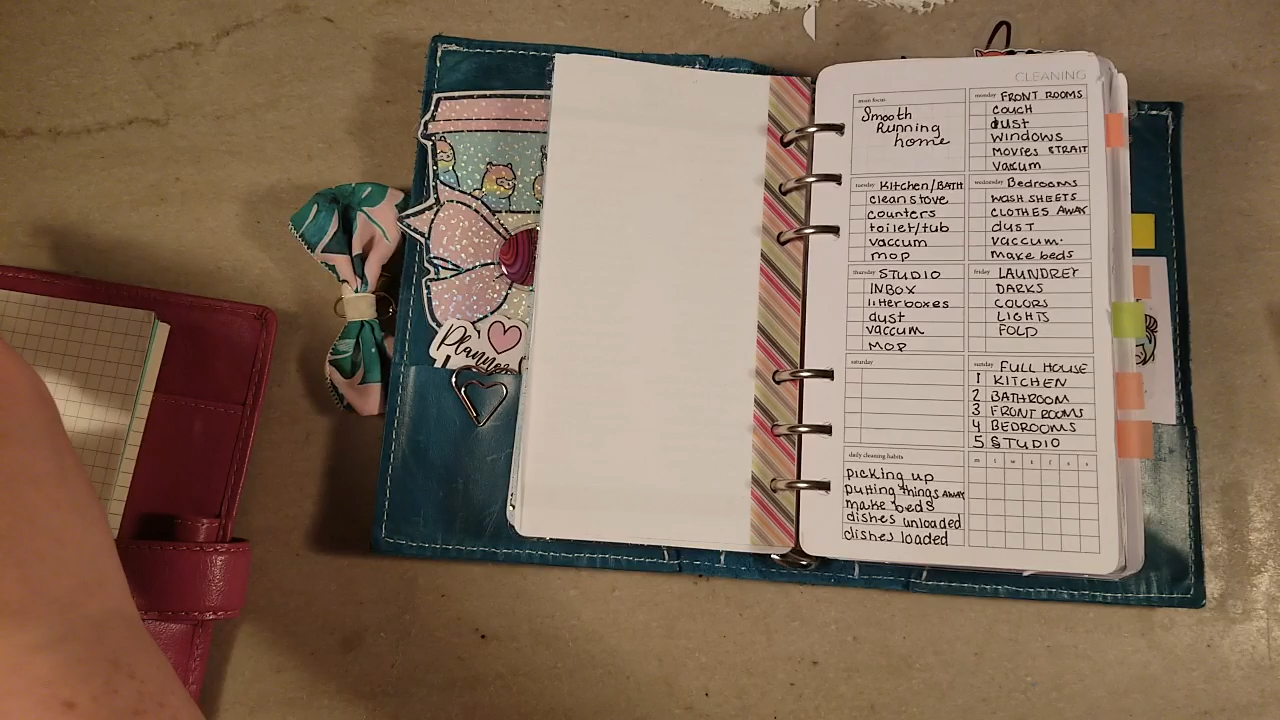 CLEANING
main focus
Smooth
Running
home
monday FRONT ROOMS
COUCH
dust
windows
MOVIES STRAIT
vacuum
tuesday KITCHEN/BATH
clean stove
counters
toilet/tub
vaccum
mop
wednesday Bedrooms
WASH SHEETS
CLOTHES AWAY
dust
vaccum.
make beds
thursday STUDIO
INBOX
litterboxes
dust
vaccum
MOP
friday LAUNDREY
DARKS
COLORS
LIGHTS
FOLD
saturday
sunday FULL HOUSE
1 KITCHEN
2 BATHROOM
3 FRONT ROOMS
4 BEDROOMS
5 STUDIO
daily cleaning habits
picking up
putting things AWAY
make beds
dishes unloaded
dishes loaded
m t w t f s s
Planner